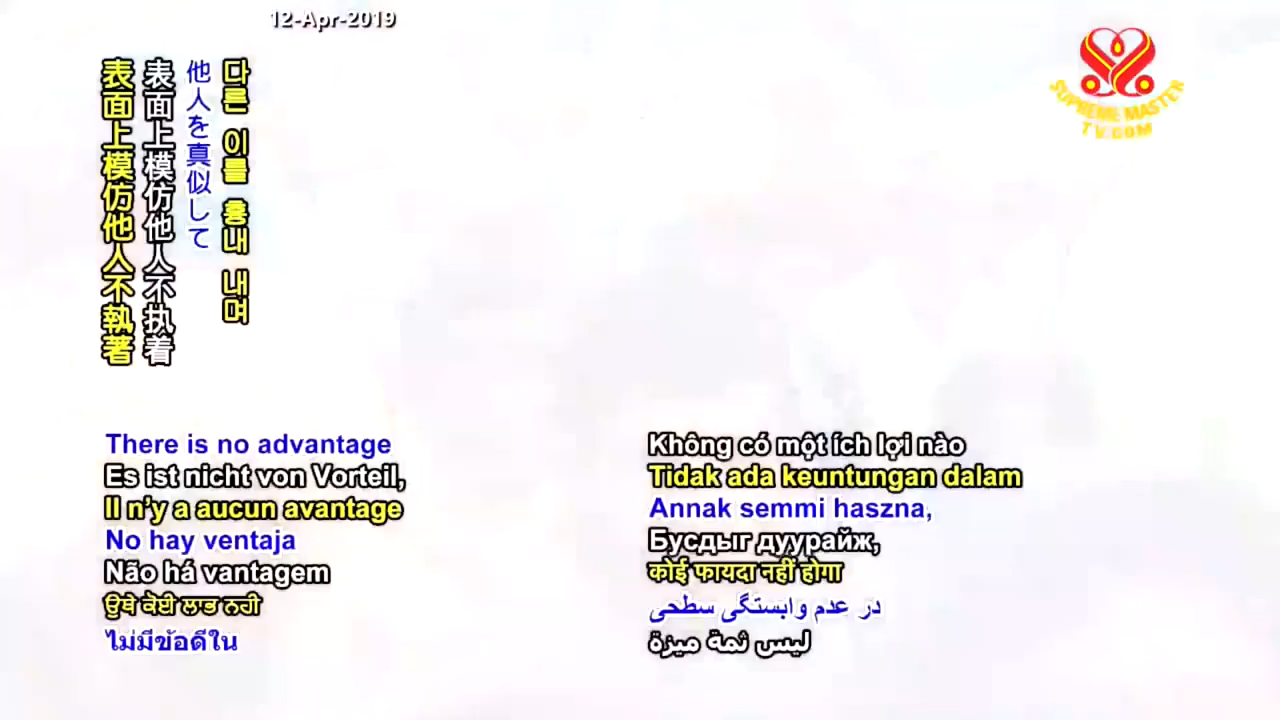 12-Apr-2019
SUPREME MASTER
TV.COM
表面上模仿他人不執著
表面上模仿他人不执着
他人を真似して
다른 이를 흉내 내며
There is no advantage
Es ist nicht von Vorteil,
Il n’y a aucun avantage
No hay ventaja
Não há vantagem
ਉਥੇ ਕੋਈ ਲਾਭ ਨਹੀ
ไม่มีข้อดีใน
Không có một ích lợi nào
Tidak ada keuntungan dalam
Annak semmi haszna,
Бусдыг дуурайж,
कोई फायदा नहीं होगा
در عدم وابستگی سطحی
ليس ثمة ميزة